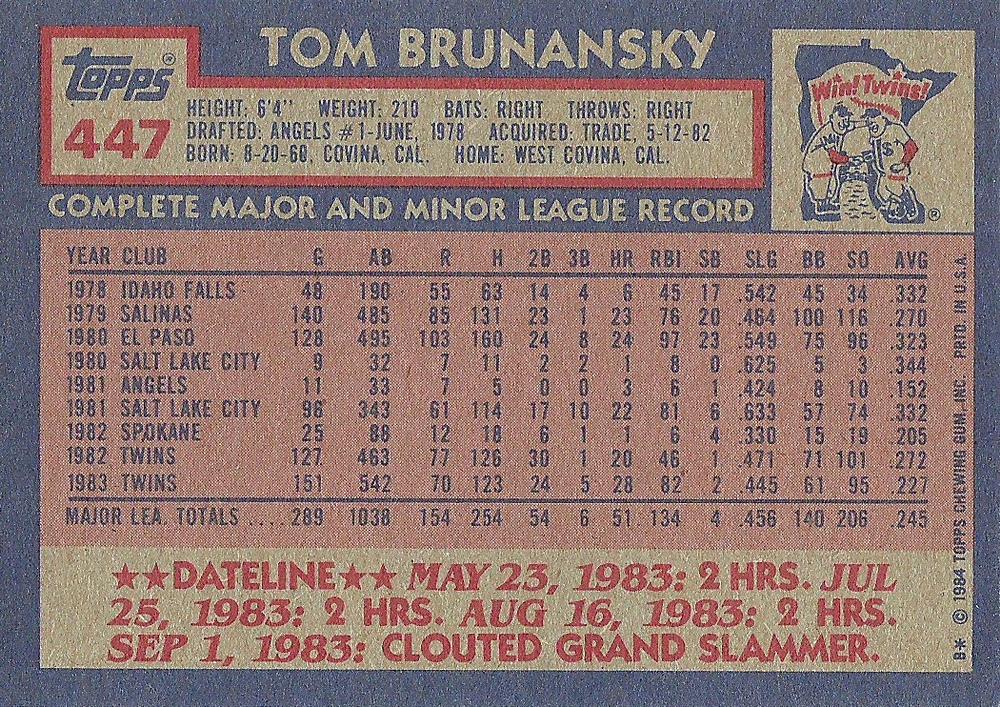 TOM BRUNANSKY
Topps®
447
HEIGHT: 6'4" WEIGHT: 210 BATS: RIGHT THROWS: RIGHT
DRAFTED: ANGELS #1-JUNE, 1978 ACQUIRED: TRADE, 5-12-82
BORN: 8-20-60, COVINA, CAL. HOME: WEST COVINA, CAL.
Win! Twins!
M
$
®
COMPLETE MAJOR AND MINOR LEAGUE RECORD
YEAR CLUB G AB R H 2B 3B HR RBI SB SLG BB SO AVG
1978 IDAHO FALLS 48 190 55 63 14 4 6 45 17 .542 45 34 .332
1979 SALINAS 140 485 85 131 23 1 23 76 20 .464 100 116 .270
1980 EL PASO 128 495 103 160 24 8 24 97 23 .549 75 96 .323
1980 SALT LAKE CITY 9 32 7 11 2 2 1 8 0 .625 5 3 .344
1981 ANGELS 11 33 7 5 0 0 3 6 1 .424 8 10 .152
1981 SALT LAKE CITY 96 343 61 114 17 10 22 81 6 .633 57 74 .332
1982 SPOKANE 25 88 12 18 6 1 1 6 4 .330 15 19 .205
1982 TWINS 127 463 77 126 30 1 20 46 1 .471 71 101 .272
1983 TWINS 151 542 70 123 24 5 28 82 2 .445 61 95 .227
MAJOR LEA. TOTALS .... 289 1038 154 254 54 6 51 134 4 .456 140 206 .245
★★DATELINE★★ MAY 23, 1983: 2 HRS. JUL
25, 1983: 2 HRS. AUG 16, 1983: 2 HRS.
SEP 1, 1983: CLOUTED GRAND SLAMMER.
B* © 1984 TOPPS CHEWING GUM, INC. PRTD. IN U.S.A.